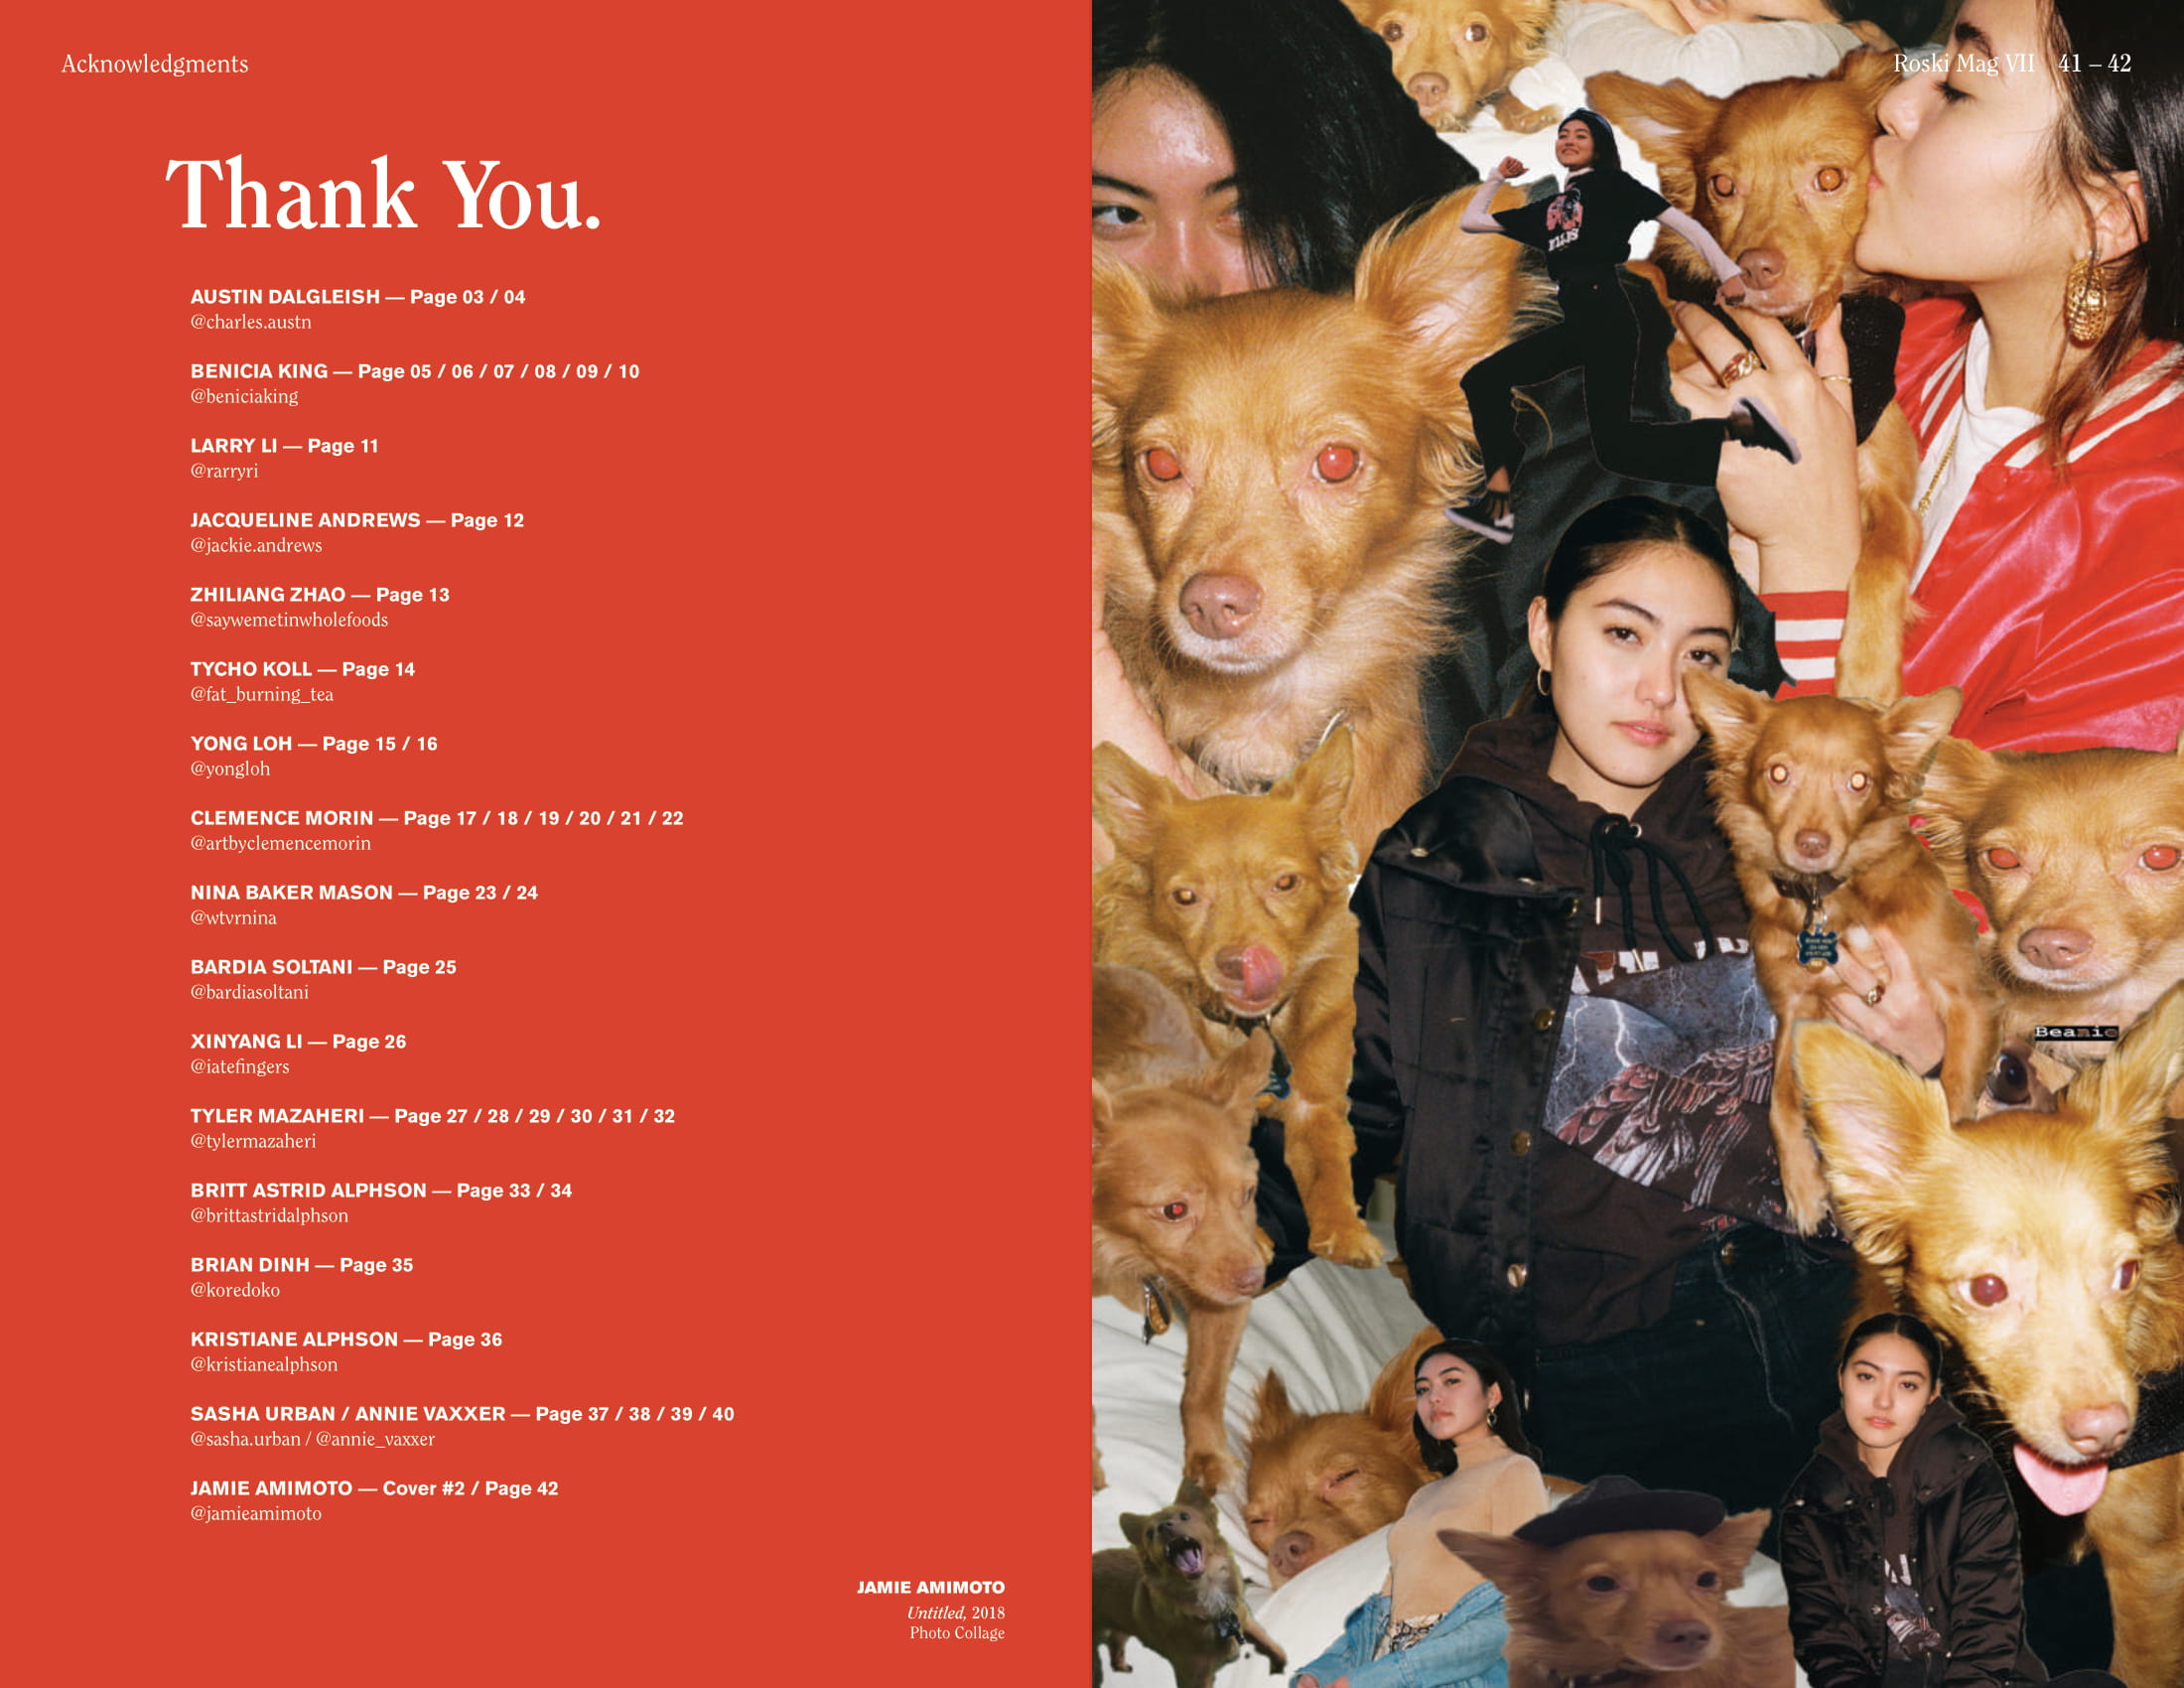 Acknowledgments
Roski Mag VII 41 – 42
Thank You.
AUSTIN DALGLEISH — Page 03 / 04
@charles.austn
BENICIA KING — Page 05 / 06 / 07 / 08 / 09 / 10
@beniciaking
LARRY LI — Page 11
@rarryri
JACQUELINE ANDREWS — Page 12
@jackie.andrews
ZHILIANG ZHAO — Page 13
@saywemetinwholefoods
TYCHO KOLL — Page 14
@fat_burning_tea
YONG LOH — Page 15 / 16
@yongloh
CLEMENCE MORIN — Page 17 / 18 / 19 / 20 / 21 / 22
@artbyclemencemorin
NINA BAKER MASON — Page 23 / 24
@wtvrnina
BARDIA SOLTANI — Page 25
@bardiasoltani
XINYANG LI — Page 26
@iatefingers
TYLER MAZAHERI — Page 27 / 28 / 29 / 30 / 31 / 32
@tylermazaheri
BRITT ASTRID ALPHSON — Page 33 / 34
@brittastridalphson
BRIAN DINH — Page 35
@koredoko
KRISTIANE ALPHSON — Page 36
@kristianealphson
SASHA URBAN / ANNIE VAXXER — Page 37 / 38 / 39 / 40
@sasha.urban / @annie_vaxxer
JAMIE AMIMOTO — Cover #2 / Page 42
@jamieamimoto
JAMIE AMIMOTO
Untitled, 2018
Photo Collage